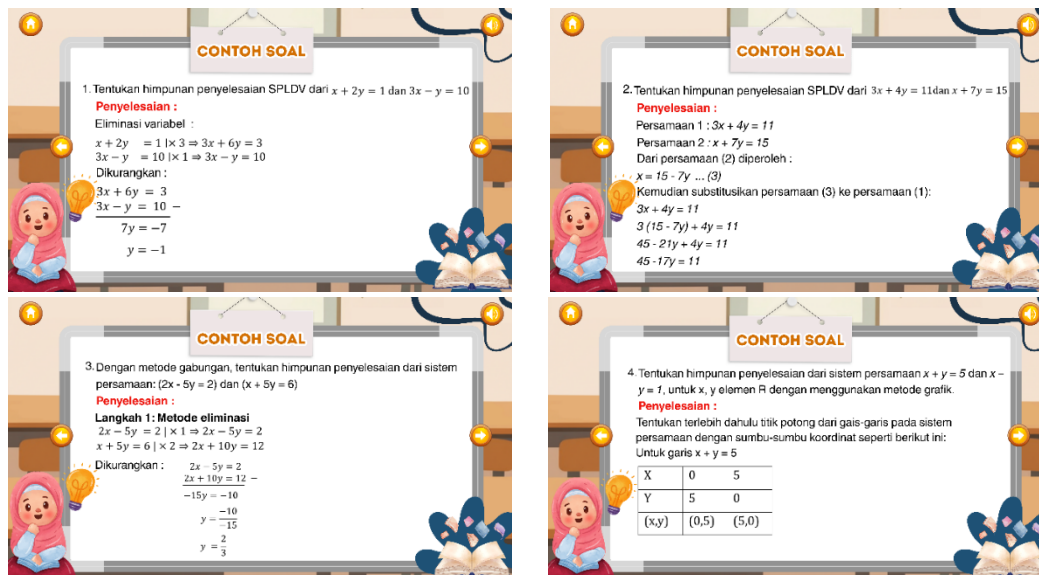 CONTOH SOAL
1. Tentukan himpunan penyelesaian SPLDV dari x + 2y = 1 dan 3x − y = 10
Penyelesaian :
Eliminasi variabel :
x + 2y = 1 |× 3 ⇒ 3x + 6y = 3
3x − y = 10 |× 1 ⇒ 3x − y = 10
Dikurangkan :
3x + 6y = 3
3x − y = 10 −
7y = −7
y = −1
CONTOH SOAL
2. Tentukan himpunan penyelesaian SPLDV dari 3x + 4y = 11dan x + 7y = 15
Penyelesaian :
Persamaan 1 : 3x + 4y = 11
Persamaan 2 : x + 7y = 15
Dari persamaan (2) diperoleh :
x = 15 - 7y ... (3)
Kemudian substitusikan persamaan (3) ke persamaan (1):
3x + 4y = 11
3 (15 - 7y) + 4y = 11
45 - 21y + 4y = 11
45 -17y = 11
CONTOH SOAL
3. Dengan metode gabungan, tentukan himpunan penyelesaian dari sistem
persamaan: (2x - 5y = 2) dan (x + 5y = 6)
Penyelesaian :
Langkah 1: Metode eliminasi
2x − 5y = 2 | × 1 ⇒ 2x − 5y = 2
x + 5y = 6 | × 2 ⇒ 2x + 10y = 12
Dikurangkan :
2x − 5y = 2
2x + 10y = 12 −
−15y = −10
y = −10/−15
y = 2/3
CONTOH SOAL
4. Tentukan himpunan penyelesaian dari sistem persamaan x + y = 5 dan x −
y = 1, untuk x, y elemen R dengan menggunakan metode grafik.
Penyelesaian :
Tentukan terlebih dahulu titik potong dari gais-garis pada sistem
persamaan dengan sumbu-sumbu koordinat seperti berikut ini:
Untuk garis x + y = 5
X 0 5
Y 5 0
(x,y) (0,5) (5,0)